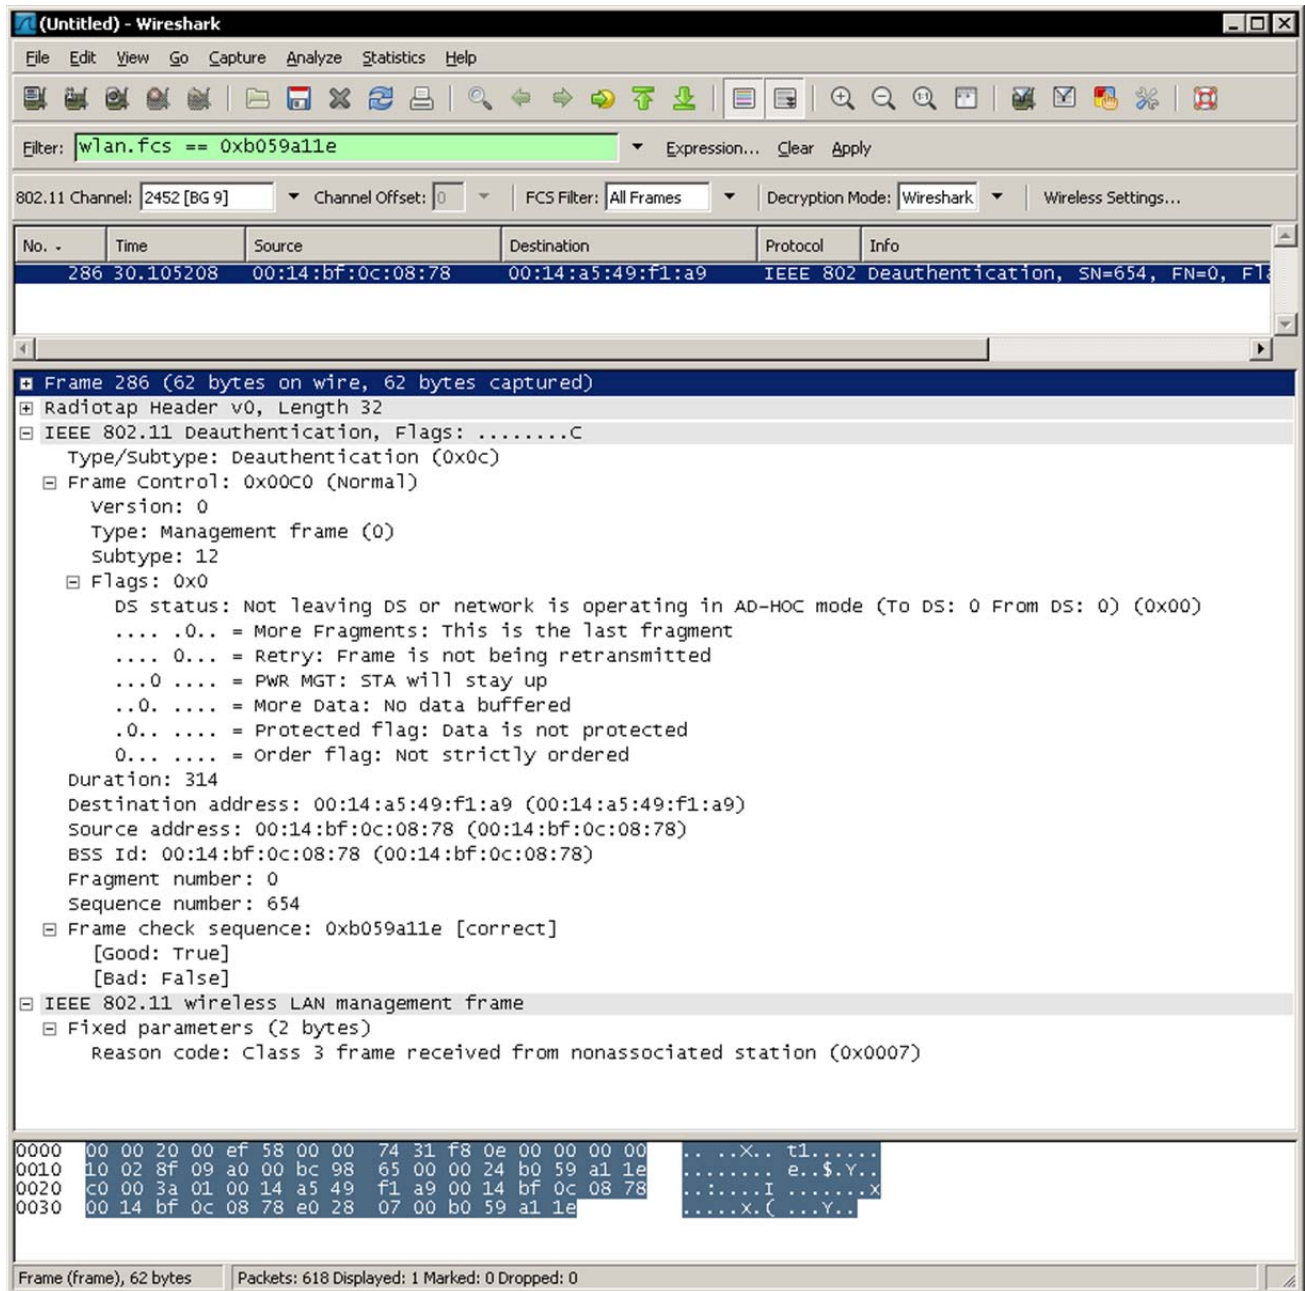 (Untitled) - Wireshark
File Edit View Go Capture Analyze Statistics Help
Filter: wlan.fcs == 0xb059a11e Expression... Clear Apply
802.11 Channel: 2452 [BG 9] Channel Offset: 0 FCS Filter: All Frames Decryption Mode: Wireshark Wireless Settings...
No. - Time Source Destination Protocol Info
286 30.105208 00:14:bf:0c:08:78 00:14:a5:49:f1:a9 IEEE 802 Deauthentication, SN=654, FN=0, Fla
Frame 286 (62 bytes on wire, 62 bytes captured)
Radiotap Header v0, Length 32
IEEE 802.11 Deauthentication, Flags: ........C
Type/Subtype: Deauthentication (0x0c)
Frame Control: 0x00C0 (Normal)
Version: 0
Type: Management frame (0)
Subtype: 12
Flags: 0x0
DS status: Not leaving DS or network is operating in AD-HOC mode (To DS: 0 From DS: 0) (0x00)
.... .0.. = More Fragments: This is the last fragment
.... 0... = Retry: Frame is not being retransmitted
...0 .... = PWR MGT: STA will stay up
..0. .... = More Data: No data buffered
.0.. .... = Protected flag: Data is not protected
0... .... = Order flag: Not strictly ordered
Duration: 314
Destination address: 00:14:a5:49:f1:a9 (00:14:a5:49:f1:a9)
Source address: 00:14:bf:0c:08:78 (00:14:bf:0c:08:78)
BSS Id: 00:14:bf:0c:08:78 (00:14:bf:0c:08:78)
Fragment number: 0
Sequence number: 654
Frame check sequence: 0xb059a11e [correct]
[Good: True]
[Bad: False]
IEEE 802.11 wireless LAN management frame
Fixed parameters (2 bytes)
Reason code: Class 3 frame received from nonassociated station (0x0007)
0000 00 00 20 00 ef 58 00 00 74 31 f8 0e 00 00 00 00 .. ..X.. t1......
0010 10 02 8f 09 a0 00 bc 98 65 00 00 24 b0 59 a1 1e ........ e..$.Y..
0020 c0 00 3a 01 00 14 a5 49 f1 a9 00 14 bf 0c 08 78 ..:....I .......x
0030 00 14 bf 0c 08 78 e0 28 07 00 b0 59 a1 1e .....x.( ...Y..
Frame (frame), 62 bytes Packets: 618 Displayed: 1 Marked: 0 Dropped: 0